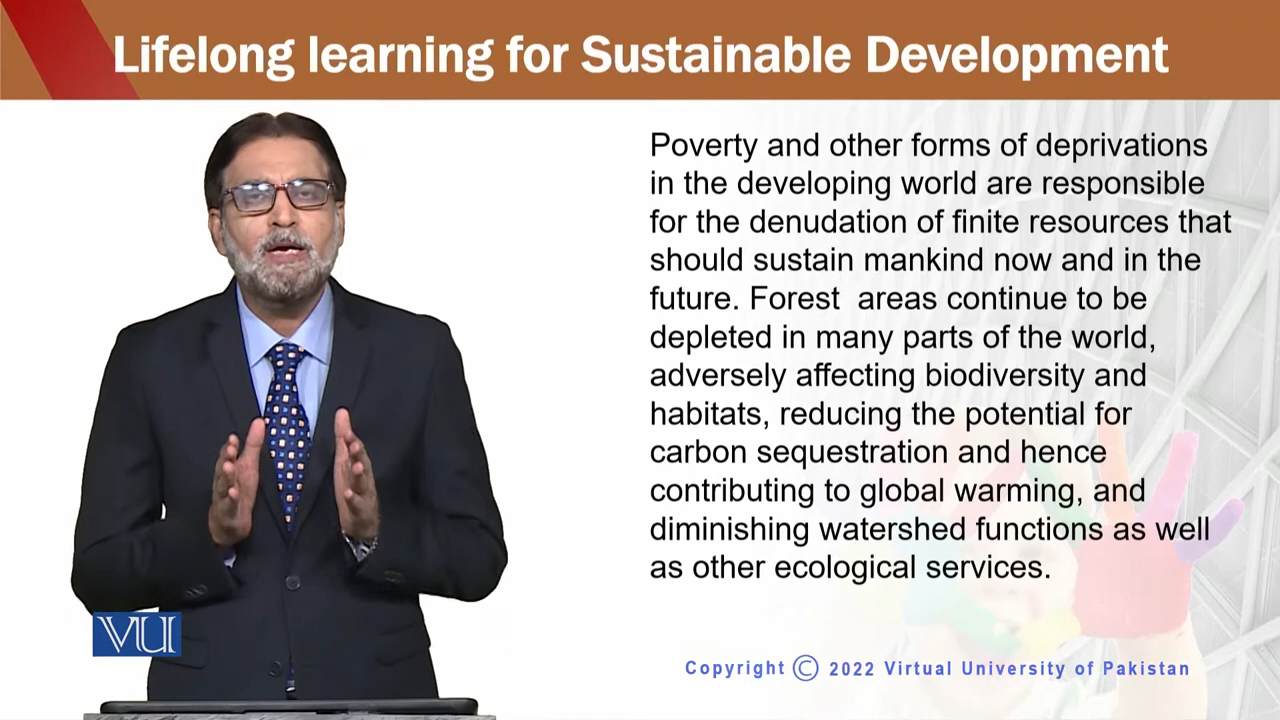 Lifelong learning for Sustainable Development
Poverty and other forms of deprivations
in the developing world are responsible
for the denudation of finite resources that
should sustain mankind now and in the
future. Forest  areas continue to be
depleted in many parts of the world,
adversely affecting biodiversity and
habitats, reducing the potential for
carbon sequestration and hence
contributing to global warming, and
diminishing watershed functions as well
as other ecological services.
VU
Copyright © 2022 Virtual University of Pakistan